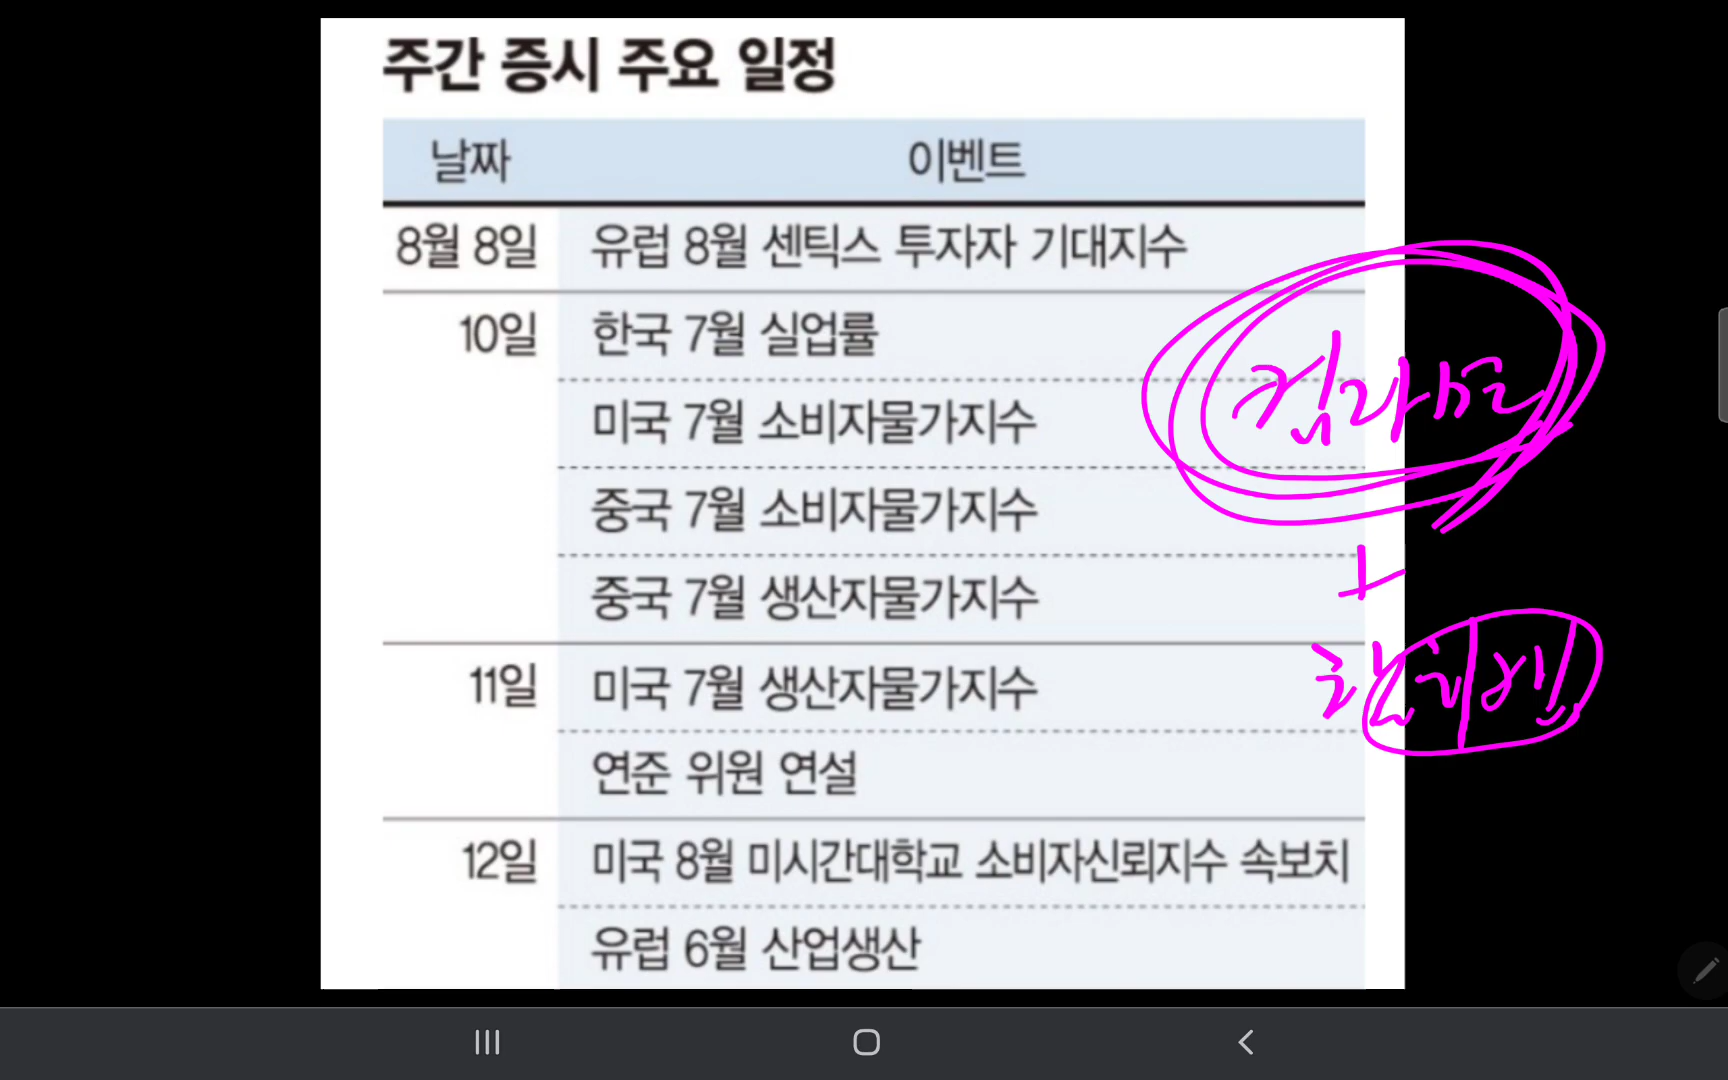 주간 증시 주요 일정
날짜 이벤트
8월 8일 유럽 8월 센틱스 투자자 기대지수
10일 한국 7월 실업률
미국 7월 소비자물가지수
중국 7월 소비자물가지수
중국 7월 생산자물가지수
11일 미국 7월 생산자물가지수
연준 위원 연설
12일 미국 8월 미시간대학교 소비자신뢰지수 속보치
유럽 6월 산업생산
+